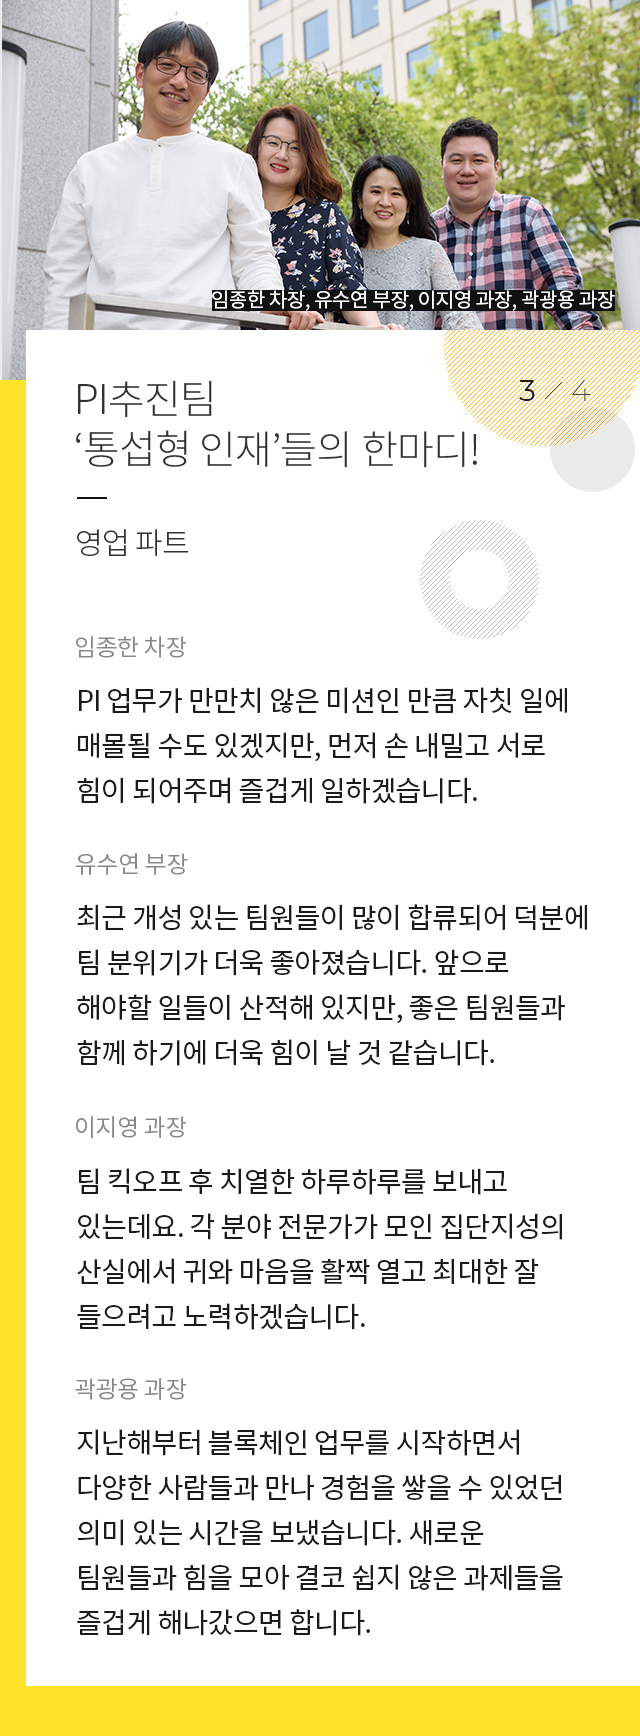 임종한 차장, 유수연 부장, 이지영 과장, 곽광용 과장
3 / 4
PI추진팀
‘통섭형 인재’들의 한마디!
영업 파트
임종한 차장
PI 업무가 만만치 않은 미션인 만큼 자칫 일에
매몰될 수도 있겠지만, 먼저 손 내밀고 서로
힘이 되어주며 즐겁게 일하겠습니다.
유수연 부장
최근 개성 있는 팀원들이 많이 합류되어 덕분에
팀 분위기가 더욱 좋아졌습니다. 앞으로
해야할 일들이 산적해 있지만, 좋은 팀원들과
함께 하기에 더욱 힘이 날 것 같습니다.
이지영 과장
팀 킥오프 후 치열한 하루하루를 보내고
있는데요. 각 분야 전문가가 모인 집단지성의
산실에서 귀와 마음을 활짝 열고 최대한 잘
들으려고 노력하겠습니다.
곽광용 과장
지난해부터 블록체인 업무를 시작하면서
다양한 사람들과 만나 경험을 쌓을 수 있었던
의미 있는 시간을 보냈습니다. 새로운
팀원들과 힘을 모아 결코 쉽지 않은 과제들을
즐겁게 해나갔으면 합니다.